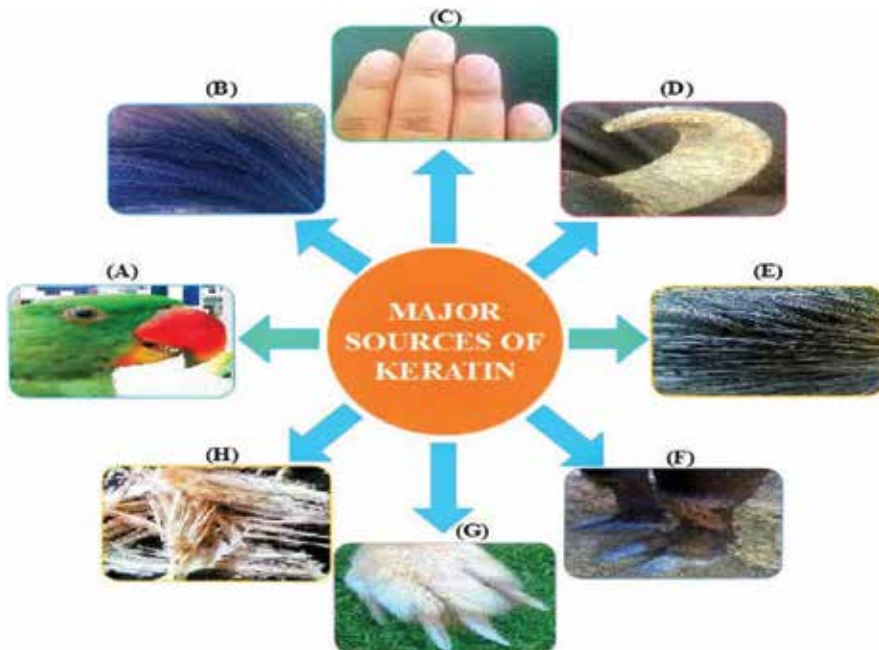 (C)
(B)
(D)
(A)
(E)
MAJOR
SOURCES OF
KERATIN
(H)
(F)
(G)